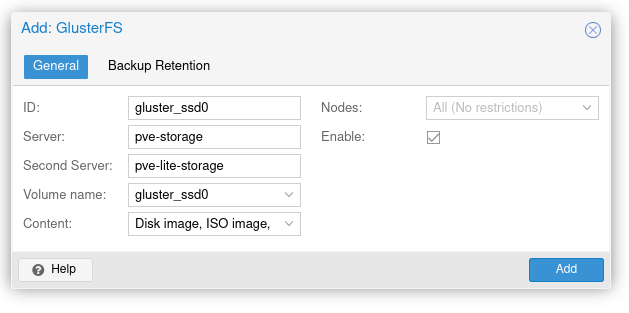 Add: GlusterFS
General
Backup Retention
ID:
gluster_ssd0
Nodes:
All (No restrictions)
Server:
pve-storage
Enable:
Second Server:
pve-lite-storage
Volume name:
gluster_ssd0
Content:
Disk image, ISO image,
Help
Add